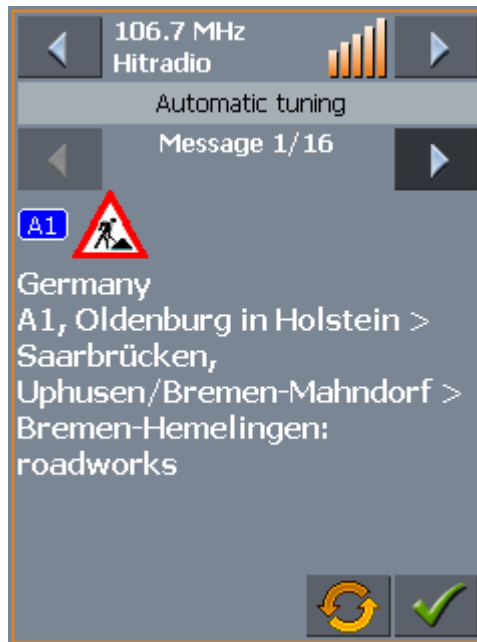 106.7 MHz
Hitradio
Automatic tuning
Message 1/16
A1
Germany
A1, Oldenburg in Holstein >
Saarbrücken,
Uphusen/Bremen-Mahndorf >
Bremen-Hemelingen:
roadworks